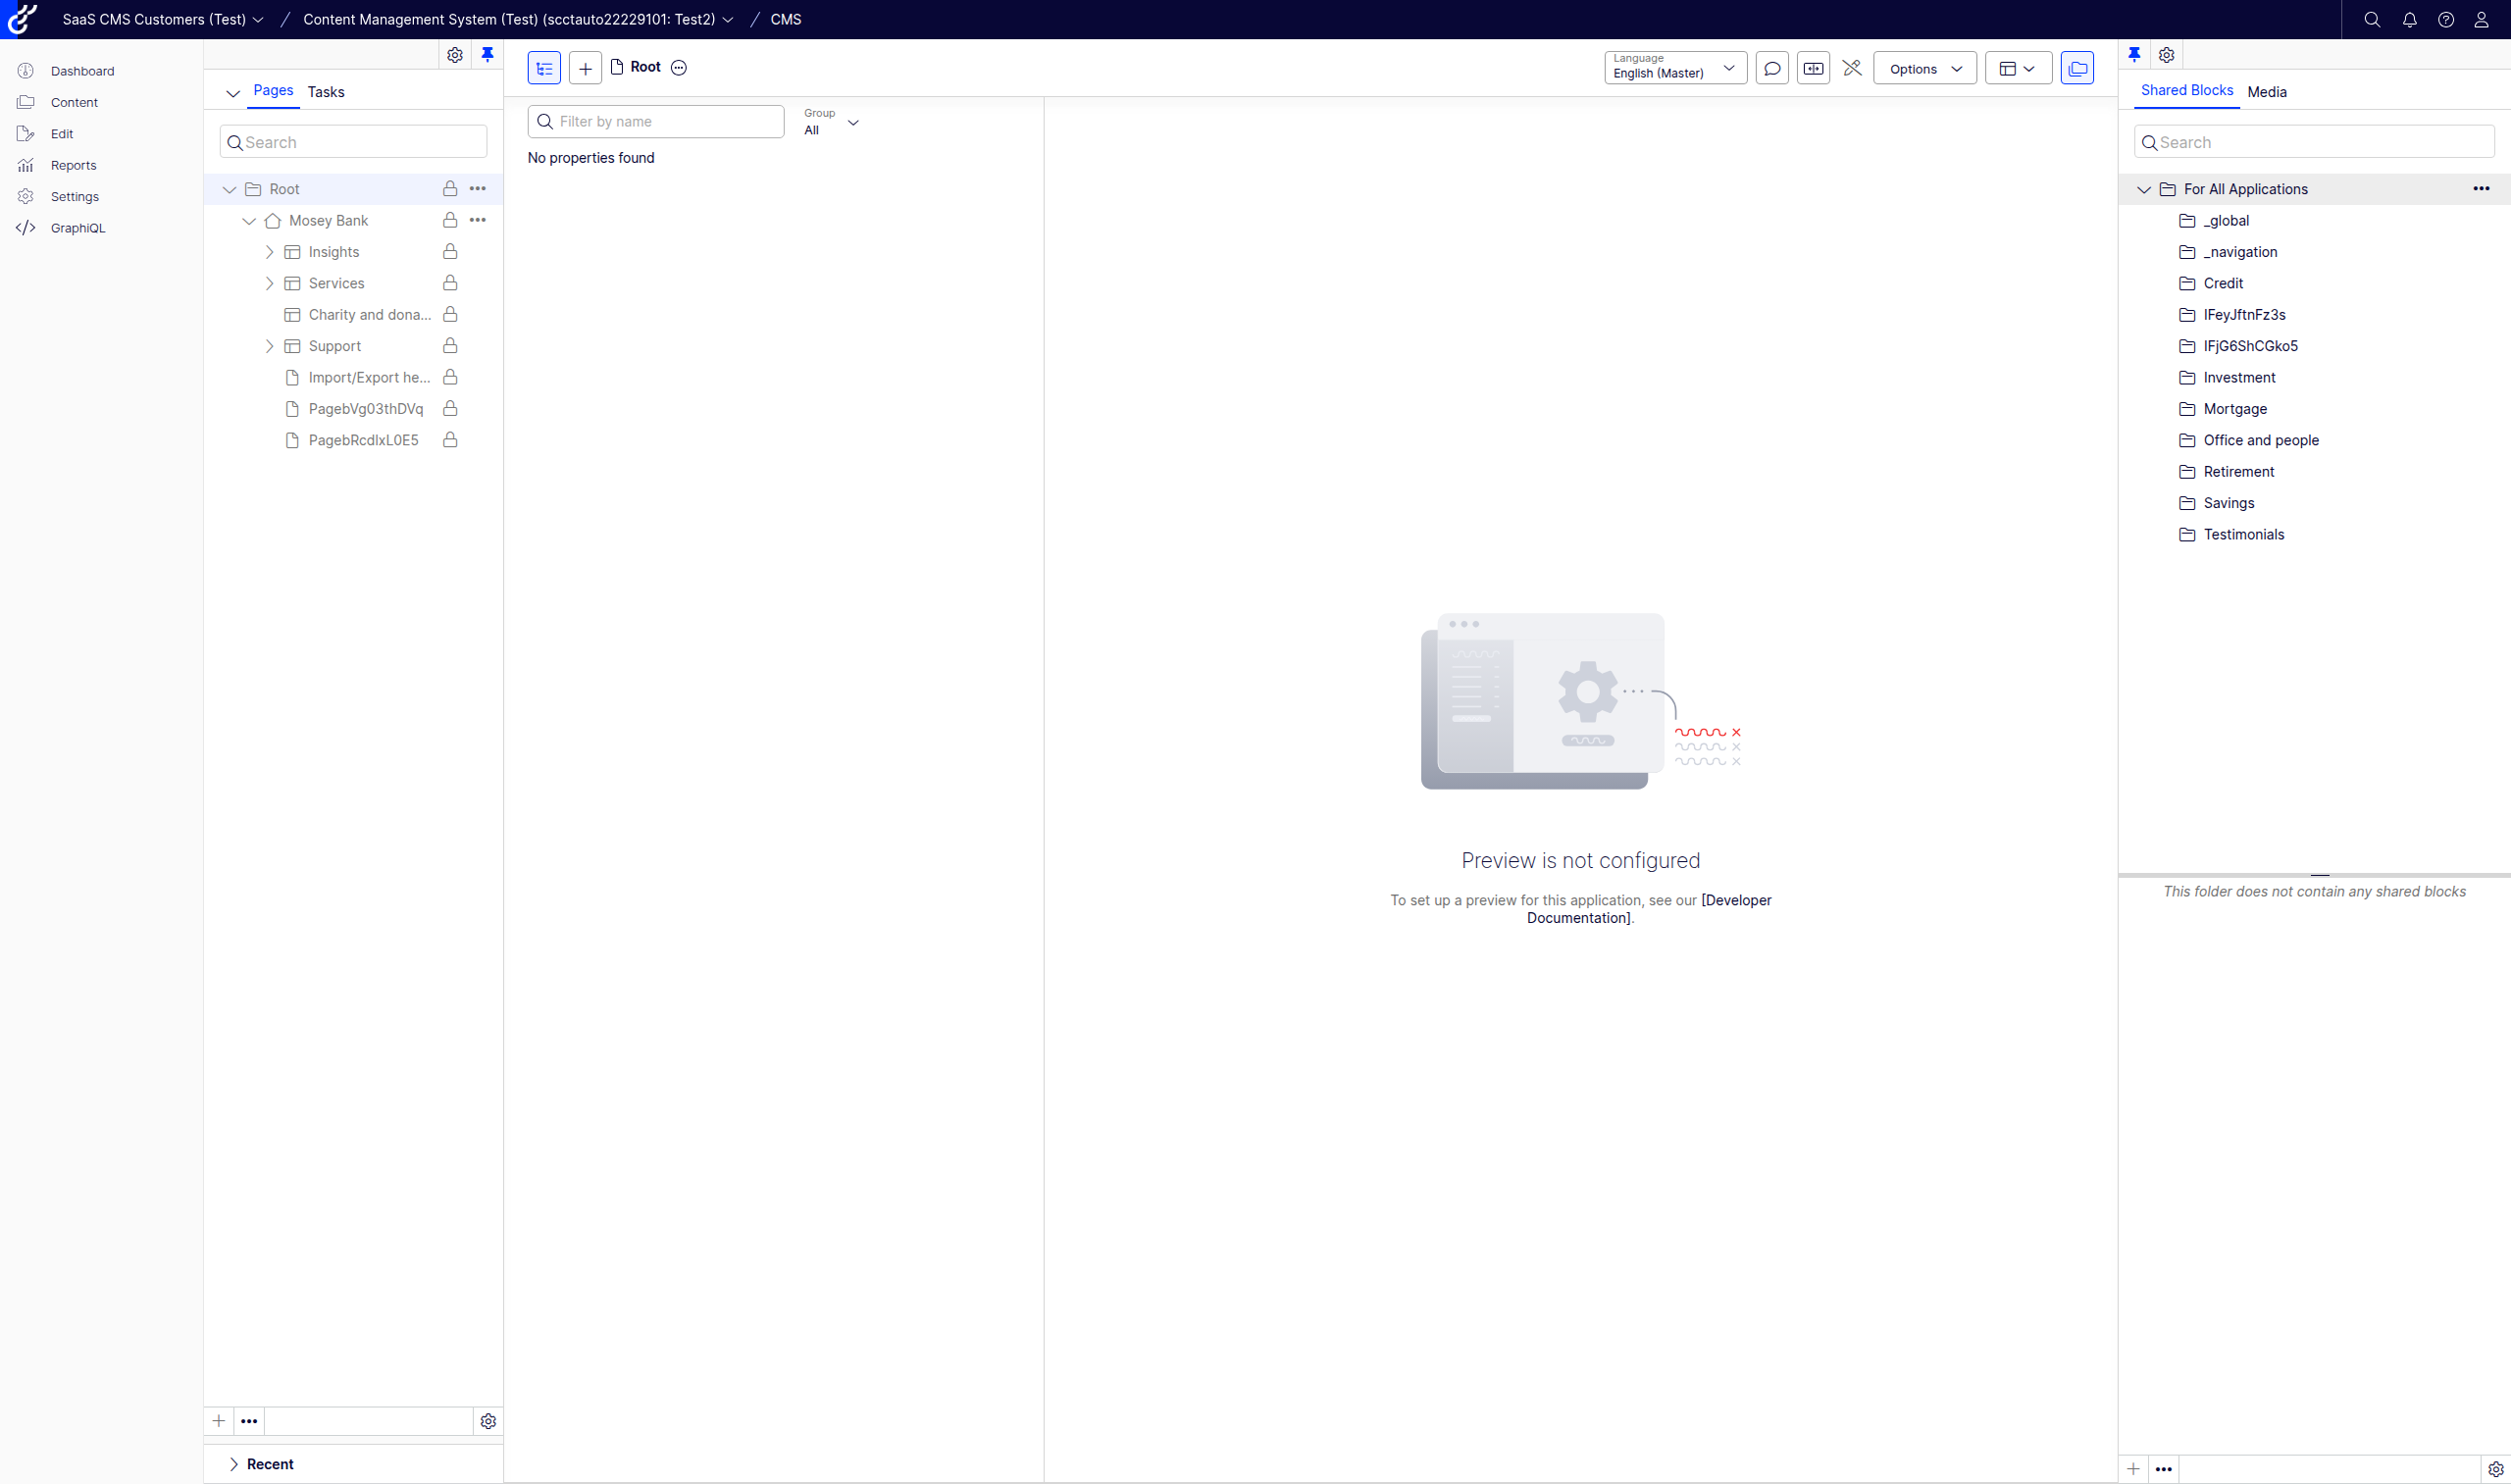 SaaS CMS Customers (Test) / Content Management System (Test) (scctauto22229101: Test2) / CMS
Dashboard
Content
Edit
Reports
Settings
GraphiQL
Pages Tasks
Search
Root
Mosey Bank
Insights
Services
Charity and dona...
Support
Import/Export he...
PagebVg03thDVq
PagebRcdIxL0E5
Recent
Root
Language
English (Master)
Options
Filter by name
Group
All
No properties found
Preview is not configured
To set up a preview for this application, see our [Developer
Documentation].
Shared Blocks Media
Search
For All Applications
_global
_navigation
Credit
IFeyJftnFz3s
IFjG6ShCGko5
Investment
Mortgage
Office and people
Retirement
Savings
Testimonials
This folder does not contain any shared blocks